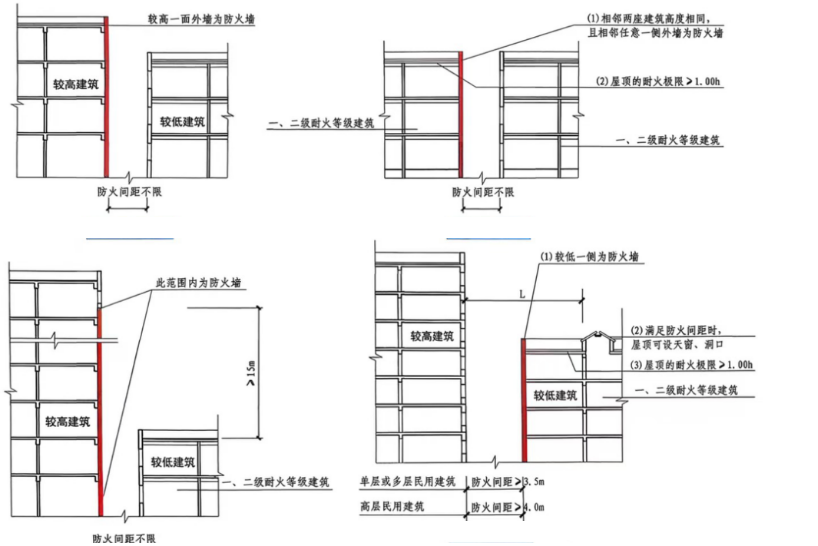 较高一面外墙为防火墙
较高建筑
较低建筑
防火间距不限
(1)相邻两座建筑高度相同,
且相邻任意一侧外墙为防火墙
(2)屋顶的耐火极限≥1.00h
一、二级耐火等级建筑
一、二级耐火等级建筑
防火间距不限
此范围内为防火墙
≥15m
较高建筑
较低建筑
一、二级耐火等级建筑
防火间距不限
(1)较低一侧为防火墙
L
(2)满足防火间距时,
屋顶可设天窗、洞口
(3)屋顶的耐火极限≥1.00h
较高建筑
较低建筑
一、二级耐火等级建筑
单层或多层民用建筑 防火间距≥3.5m
高层民用建筑 防火间距≥4.0m